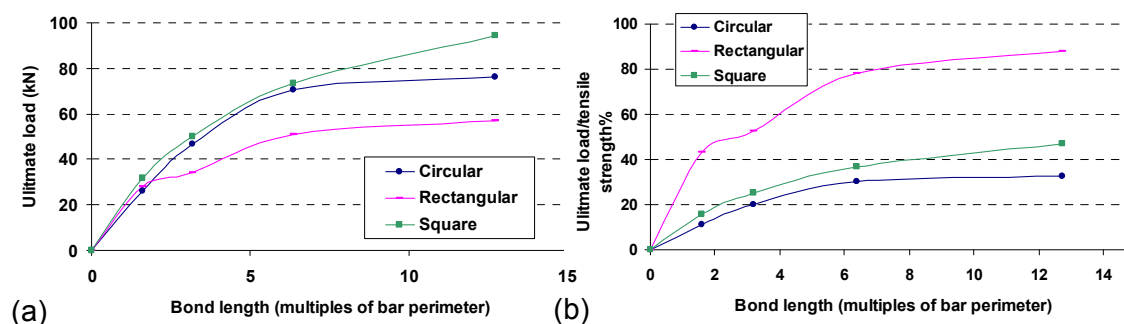 100
80
60
40
20
0
Ulitmate load (kN)
Circular
Rectangular
Square
0
5
10
15
Bond length (multiples of bar perimeter)
(a)
100
80
60
40
20
0
Ulitmate load/tensile
strength%
Circular
Rectangular
Square
0
2
4
6
8
10
12
14
Bond length (multiples of bar perimeter)
(b)